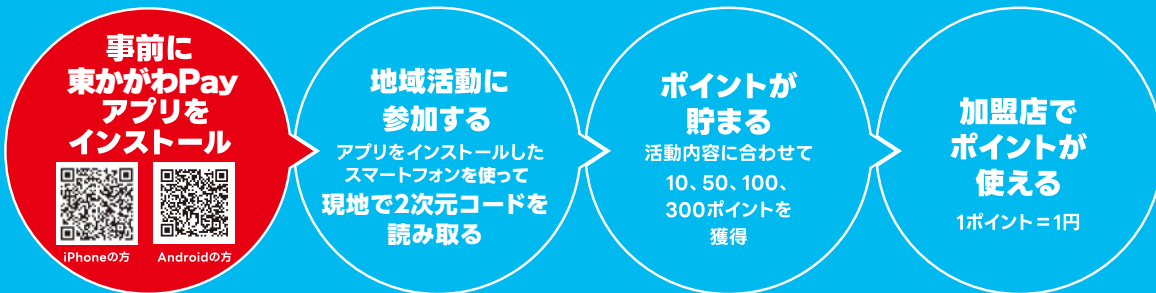 事前に
東かがわPay
アプリを
インストール
iPhoneの方
Androidの方
地域活動に
参加する
アプリをインストールした
スマートフォンを使って
現地で2次元コードを
読み取る
ポイントが
貯まる
活動内容に合わせて
10、50、100、
300ポイントを
獲得
加盟店で
ポイントが
使える
1ポイント=1円